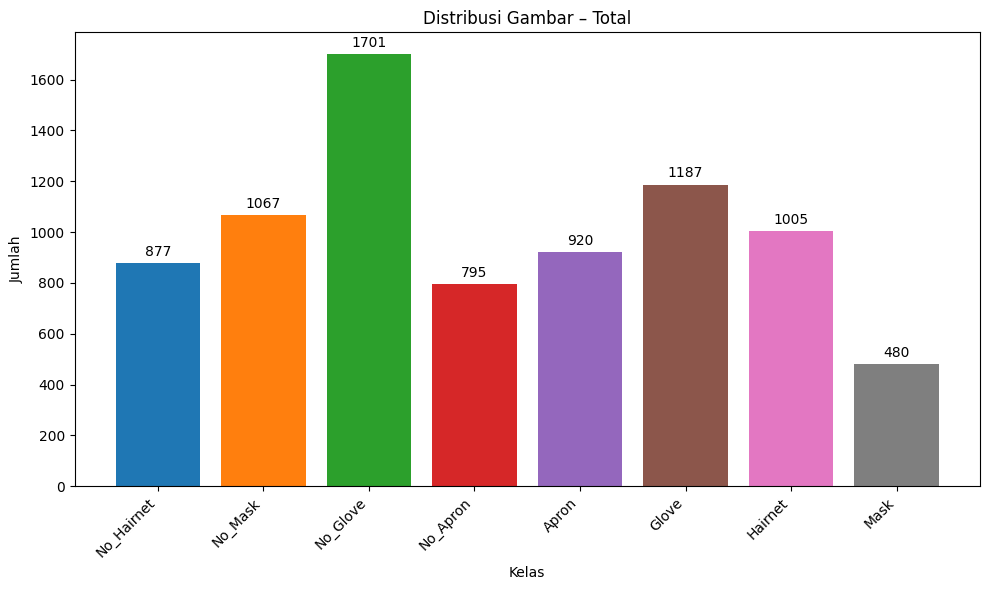 Distribusi Gambar – Total
1701
1600
1400
1187
1200
1067
1005
1000
920
877
795
800
600
480
400
200
0
Jumlah
No_Hairnet
No_Mask
No_Glove
No_Apron
Apron
Glove
Hairnet
Mask
Kelas